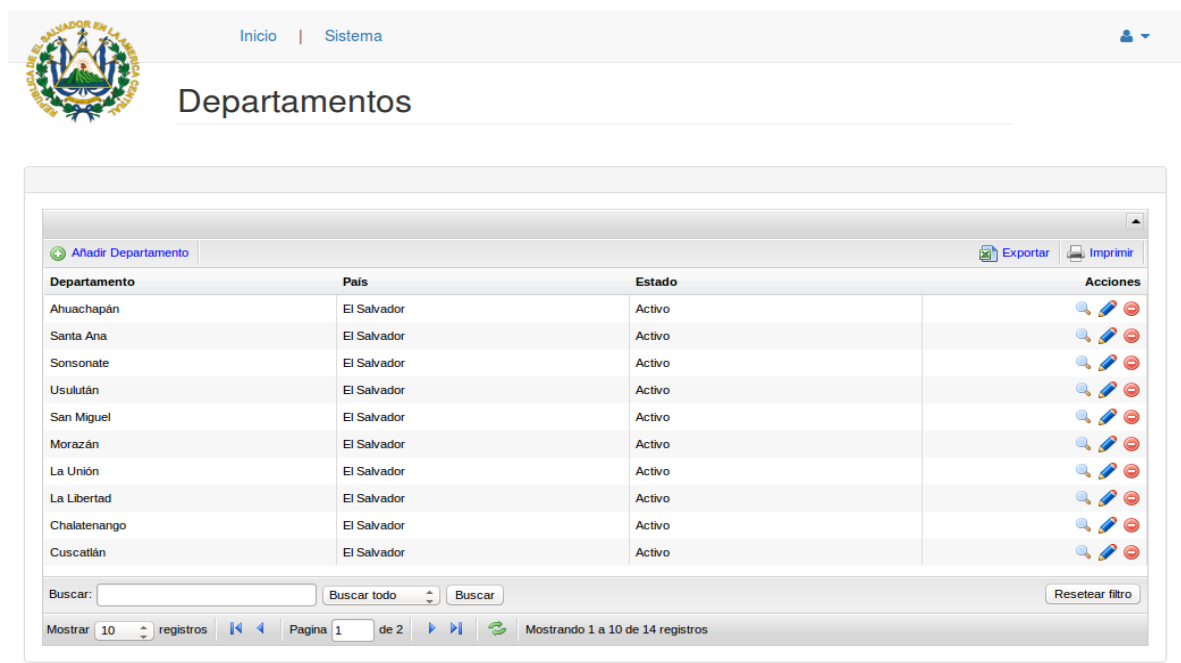 REPUBLICA DE EL SALVADOR EN LA AMERICA CENTRAL
Inicio | Sistema
Departamentos
Añadir Departamento Exportar Imprimir
Departamento País Estado Acciones
Ahuachapán El Salvador Activo
Santa Ana El Salvador Activo
Sonsonate El Salvador Activo
Usulután El Salvador Activo
San Miguel El Salvador Activo
Morazán El Salvador Activo
La Unión El Salvador Activo
La Libertad El Salvador Activo
Chalatenango El Salvador Activo
Cuscatlán El Salvador Activo
Buscar: Buscar todo Buscar Resetear filtro
Mostrar 10 registros Pagina 1 de 2 Mostrando 1 a 10 de 14 registros